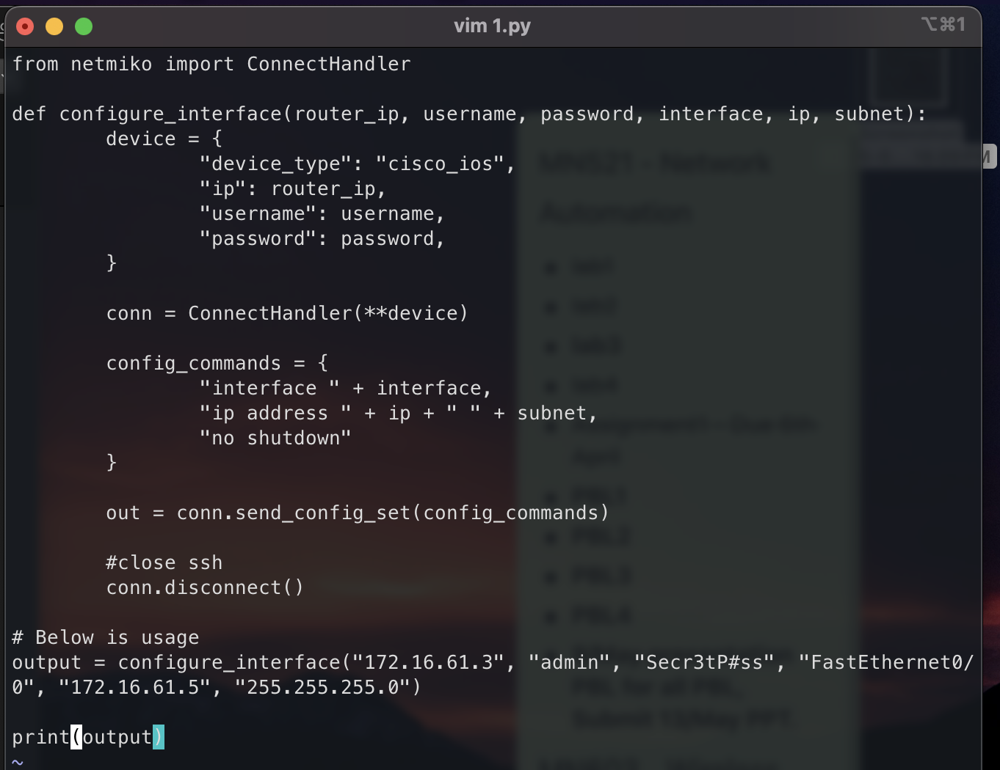 vim 1.py
⌥⌘1
from netmiko import ConnectHandler
def configure_interface(router_ip, username, password, interface, ip, subnet):
device = {
"device_type": "cisco_ios",
"ip": router_ip,
"username": username,
"password": password,
}
conn = ConnectHandler(**device)
config_commands = {
"interface " + interface,
"ip address " + ip + " " + subnet,
"no shutdown"
}
out = conn.send_config_set(config_commands)
#close ssh
conn.disconnect()
# Below is usage
output = configure_interface("172.16.61.3", "admin", "Secr3tP#ss", "FastEthernet0/
0", "172.16.61.5", "255.255.255.0")
print(output)
~